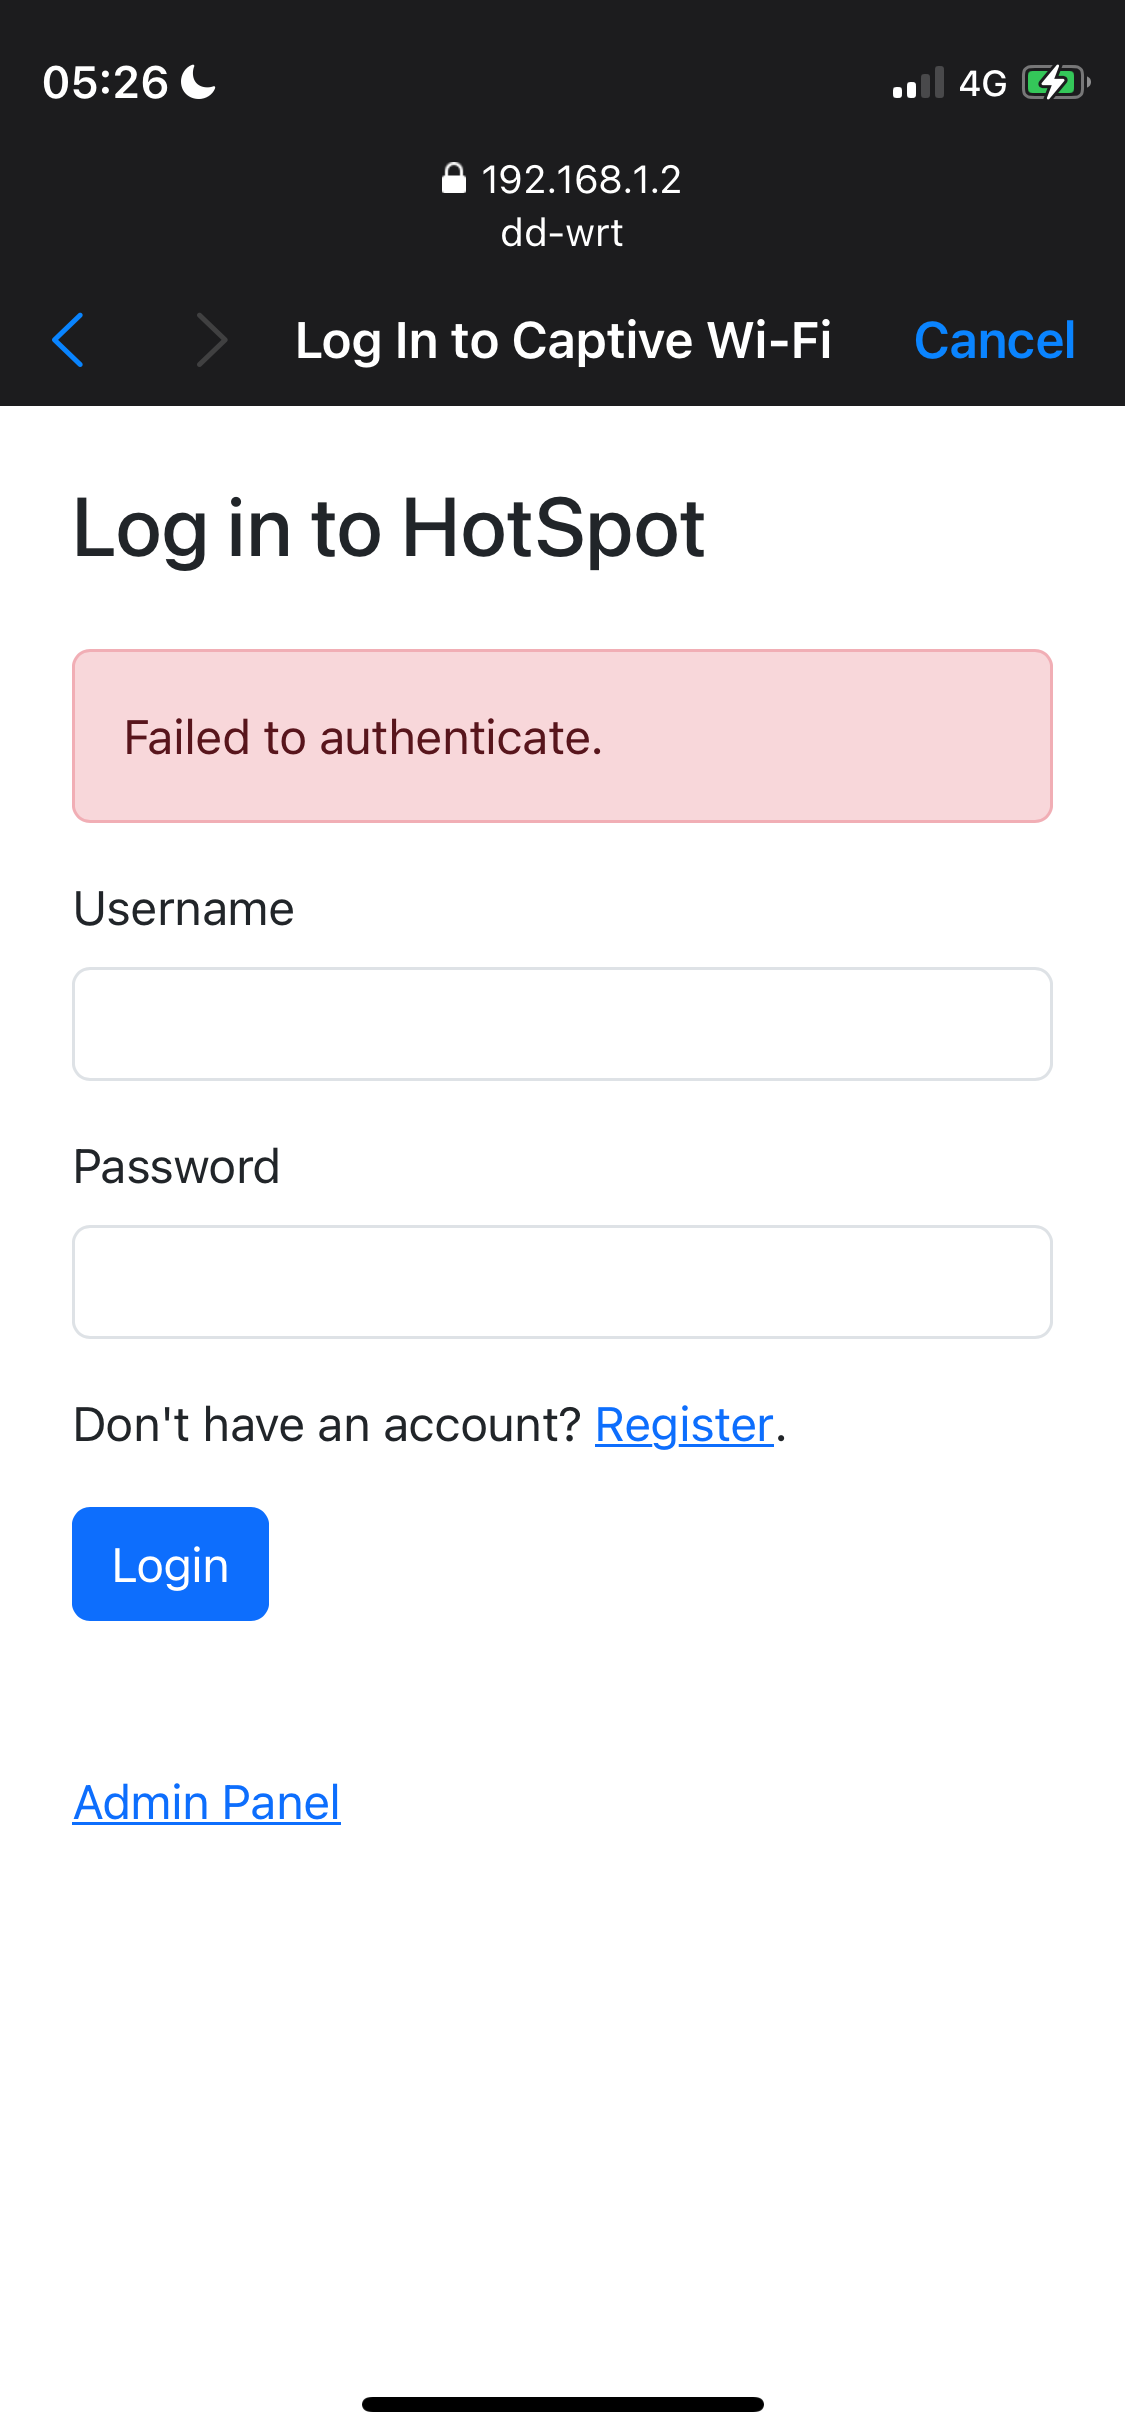 05:26
4G
192.168.1.2
dd-wrt
Log In to Captive Wi-Fi
Cancel
Log in to HotSpot
Failed to authenticate.
Username
Password
Don't have an account? Register.
Login
Admin Panel